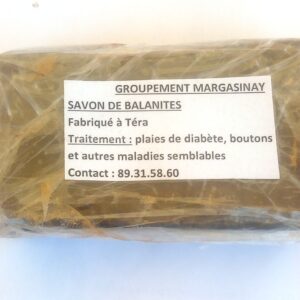 GROUPEMENT MARGASINAY
SAVON DE BALANITES
Fabriqué à Téra
Traitement : plaies de diabète, boutons
et autres maladies semblables
Contact : 89.31.58.60